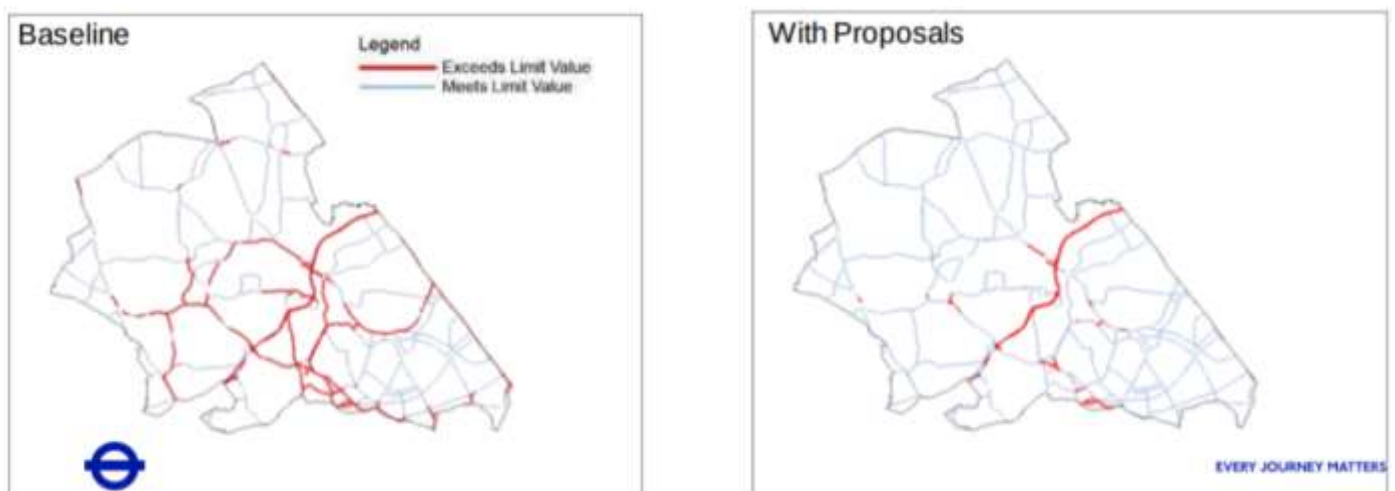 Baseline
Legend
Exceeds Limit Value
Meets Limit Value
With Proposals
EVERY JOURNEY MATTERS